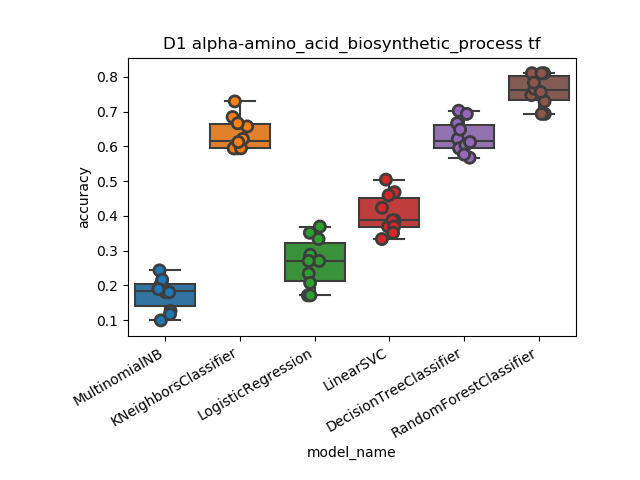 D1 alpha-amino_acid_biosynthetic_process tf
accuracy
0.8
0.7
0.6
0.5
0.4
0.3
0.2
0.1
MultinomialNB
KNeighborsClassifier
LogisticRegression
LinearSVC
DecisionTreeClassifier
RandomForestClassifier
model_name